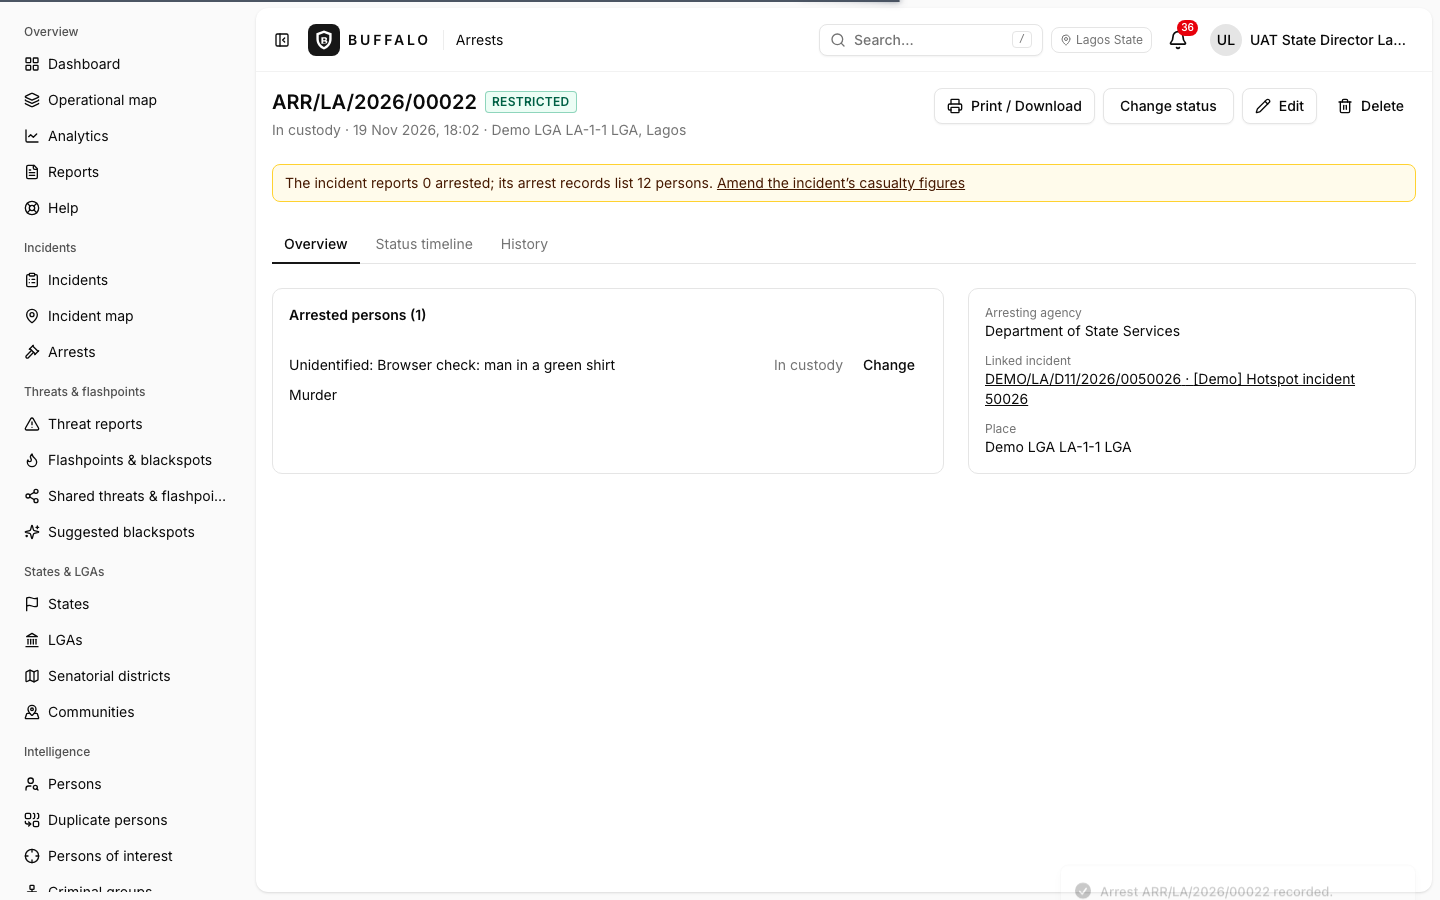 Overview
Dashboard
Operational map
Analytics
Reports
Help
Incidents
Incidents
Incident map
Arrests
Threats & flashpoints
Threat reports
Flashpoints & blackspots
Shared threats & flashpoi...
Suggested blackspots
States & LGAs
States
LGAs
Senatorial districts
Communities
Intelligence
Persons
Duplicate persons
Persons of interest
Criminal groups
B
BUFFALO
Arrests
Search...
/
Lagos State
36
UL
UAT State Director La...
ARR/LA/2026/00022
RESTRICTED
In custody · 19 Nov 2026, 18:02 · Demo LGA LA-1-1 LGA, Lagos
Print / Download
Change status
Edit
Delete
The incident reports 0 arrested; its arrest records list 12 persons. Amend the incident’s casualty figures
Overview
Status timeline
History
Arrested persons (1)
Unidentified: Browser check: man in a green shirt
In custody
Change
Murder
Arresting agency
Department of State Services
Linked incident
DEMO/LA/D11/2026/0050026 · [Demo] Hotspot incident
50026
Place
Demo LGA LA-1-1 LGA
Arrest ARR/LA/2026/00022 recorded.